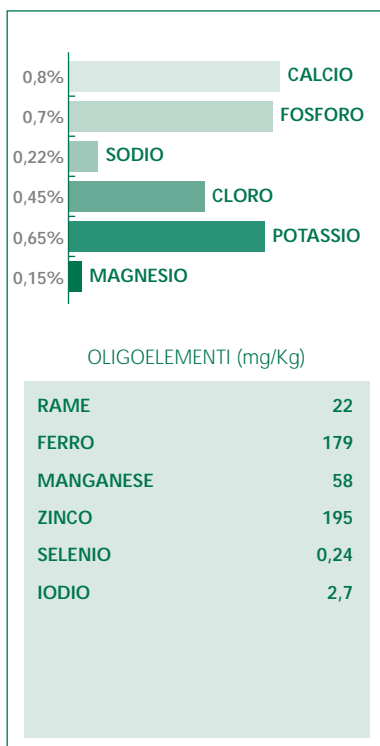 0,8% CALCIO
0,7% FOSFORO
0,22% SODIO
0,45% CLORO
0,65% POTASSIO
0,15% MAGNESIO
OLIGOELEMENTI (mg/Kg)
RAME 22
FERRO 179
MANGANESE 58
ZINCO 195
SELENIO 0,24
IODIO 2,7